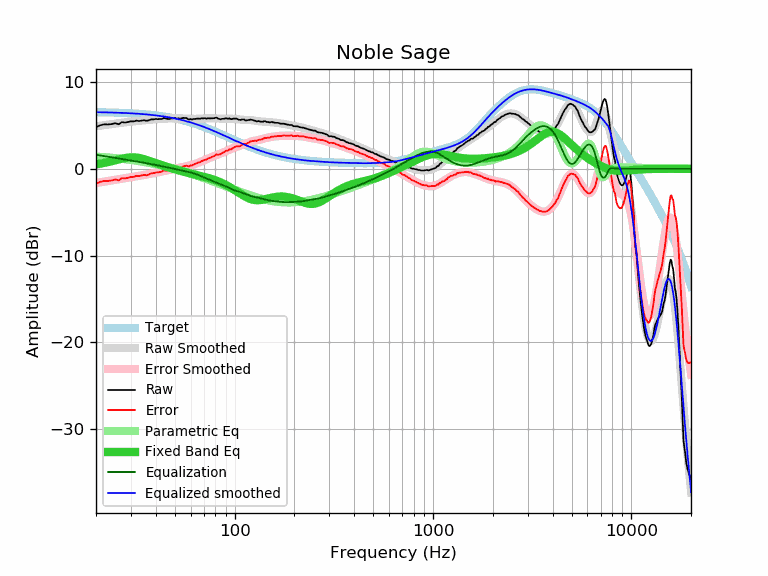 Noble Sage
10
0
−10
−20
−30
Amplitude (dBr)
Target
Raw Smoothed
Error Smoothed
Raw
Error
Parametric Eq
Fixed Band Eq
Equalization
Equalized smoothed
100
1000
10000
Frequency (Hz)